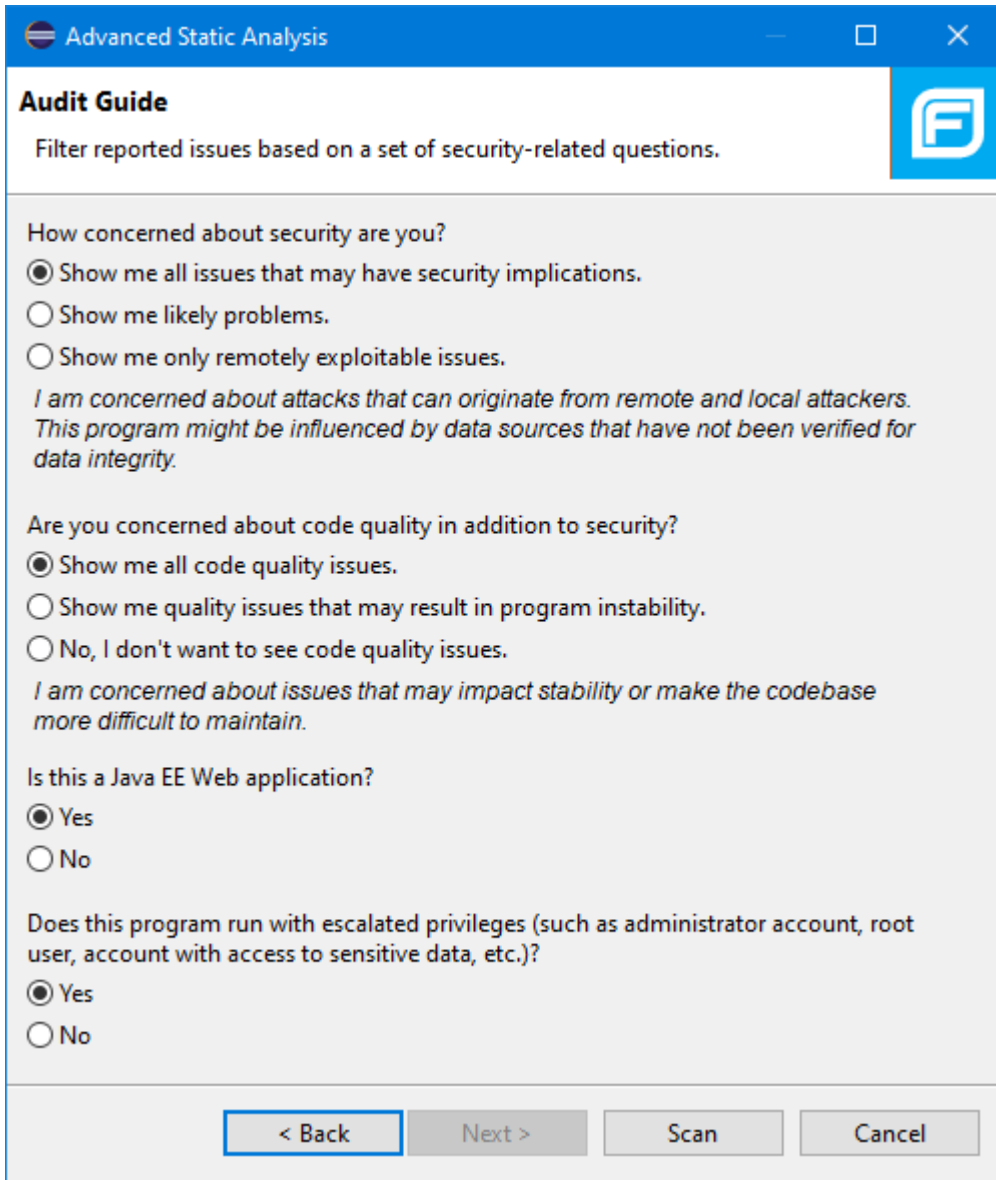 Advanced Static Analysis
Audit Guide
Filter reported issues based on a set of security-related questions.
How concerned about security are you?
Show me all issues that may have security implications.
Show me likely problems.
Show me only remotely exploitable issues.
I am concerned about attacks that can originate from remote and local attackers.
This program might be influenced by data sources that have not been verified for
data integrity.
Are you concerned about code quality in addition to security?
Show me all code quality issues.
Show me quality issues that may result in program instability.
No, I don't want to see code quality issues.
I am concerned about issues that may impact stability or make the codebase
more difficult to maintain.
Is this a Java EE Web application?
Yes
No
Does this program run with escalated privileges (such as administrator account, root
user, account with access to sensitive data, etc.)?
Yes
No
< Back Next > Scan Cancel